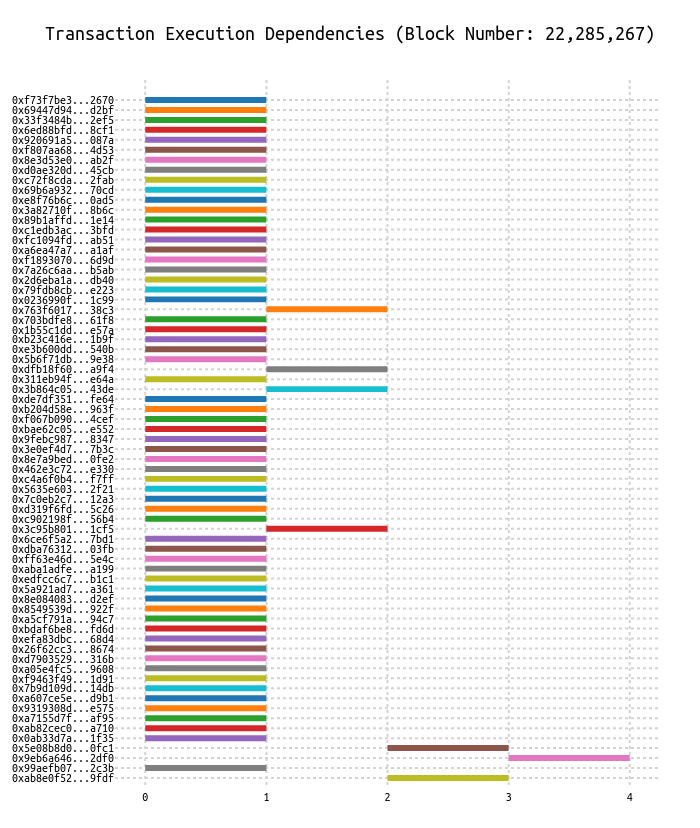 Transaction Execution Dependencies (Block Number: 22,285,267)
0xf73f7be3...2670
0x69447d94...d2bf
0x33f3484b...2ef5
0x6ed88bfd...8cf1
0x920691a5...087a
0xf807aa68...4d53
0x8e3d53e0...ab2f
0xd0ae320d...45cb
0xc72f8cda...2fab
0x69b6a932...70cd
0xe8f76b6c...0ad5
0x3a82710f...8b6c
0x89b1affd...1e14
0xc1edb3ac...3bfd
0xfc1094fd...ab51
0xa6ea47a7...a1af
0xf1893070...6d9d
0x7a26c6aa...b5ab
0x2d6eba1a...db40
0x79fdb8cb...e223
0x0236990f...1c99
0x763f6017...38c3
0x703bdfe8...61f8
0x1b55c1dd...e57a
0xb23c416e...1b9f
0xe3b600dd...540b
0x5b6f71db...9e38
0xdfb18f60...a9f4
0x311eb94f...e64a
0x3b864c05...43de
0xde7df351...fe64
0xb204d58e...963f
0xf067b090...4cef
0xbae62c05...e552
0x9febc987...8347
0x3e0ef4d7...7b3c
0x8e7a9bed...0fe2
0x462e3c72...e330
0xc4a6f0b4...f7ff
0x5635e603...2f21
0x7c0eb2c7...12a3
0xd319f6fd...5c26
0xc902198f...56b4
0x3c95b801...1cf5
0x6ce6f5a2...7bd1
0xdba76312...03fb
0xff63e46d...5e4c
0xaba1adfe...a199
0xedfcc6c7...b1c1
0x5a921ad7...a361
0x8e084083...d2ef
0x8549539d...922f
0xa5cf791a...94c7
0xbdaf6be8...fd6d
0xefa83dbc...68d4
0x26f62cc3...8674
0xd7903529...316b
0xa05e4fc5...9608
0xf9463f49...1d91
0x7b9d109d...14db
0xa607ce5e...d9b1
0x9319308d...e575
0xa7155d7f...af95
0xab82cec0...a710
0x0ab33d7a...1f35
0x5e08b8d0...0fc1
0x9eb6a646...2df0
0x99aefb07...2c3b
0xab8e0f52...9fdf
0 1 2 3 4